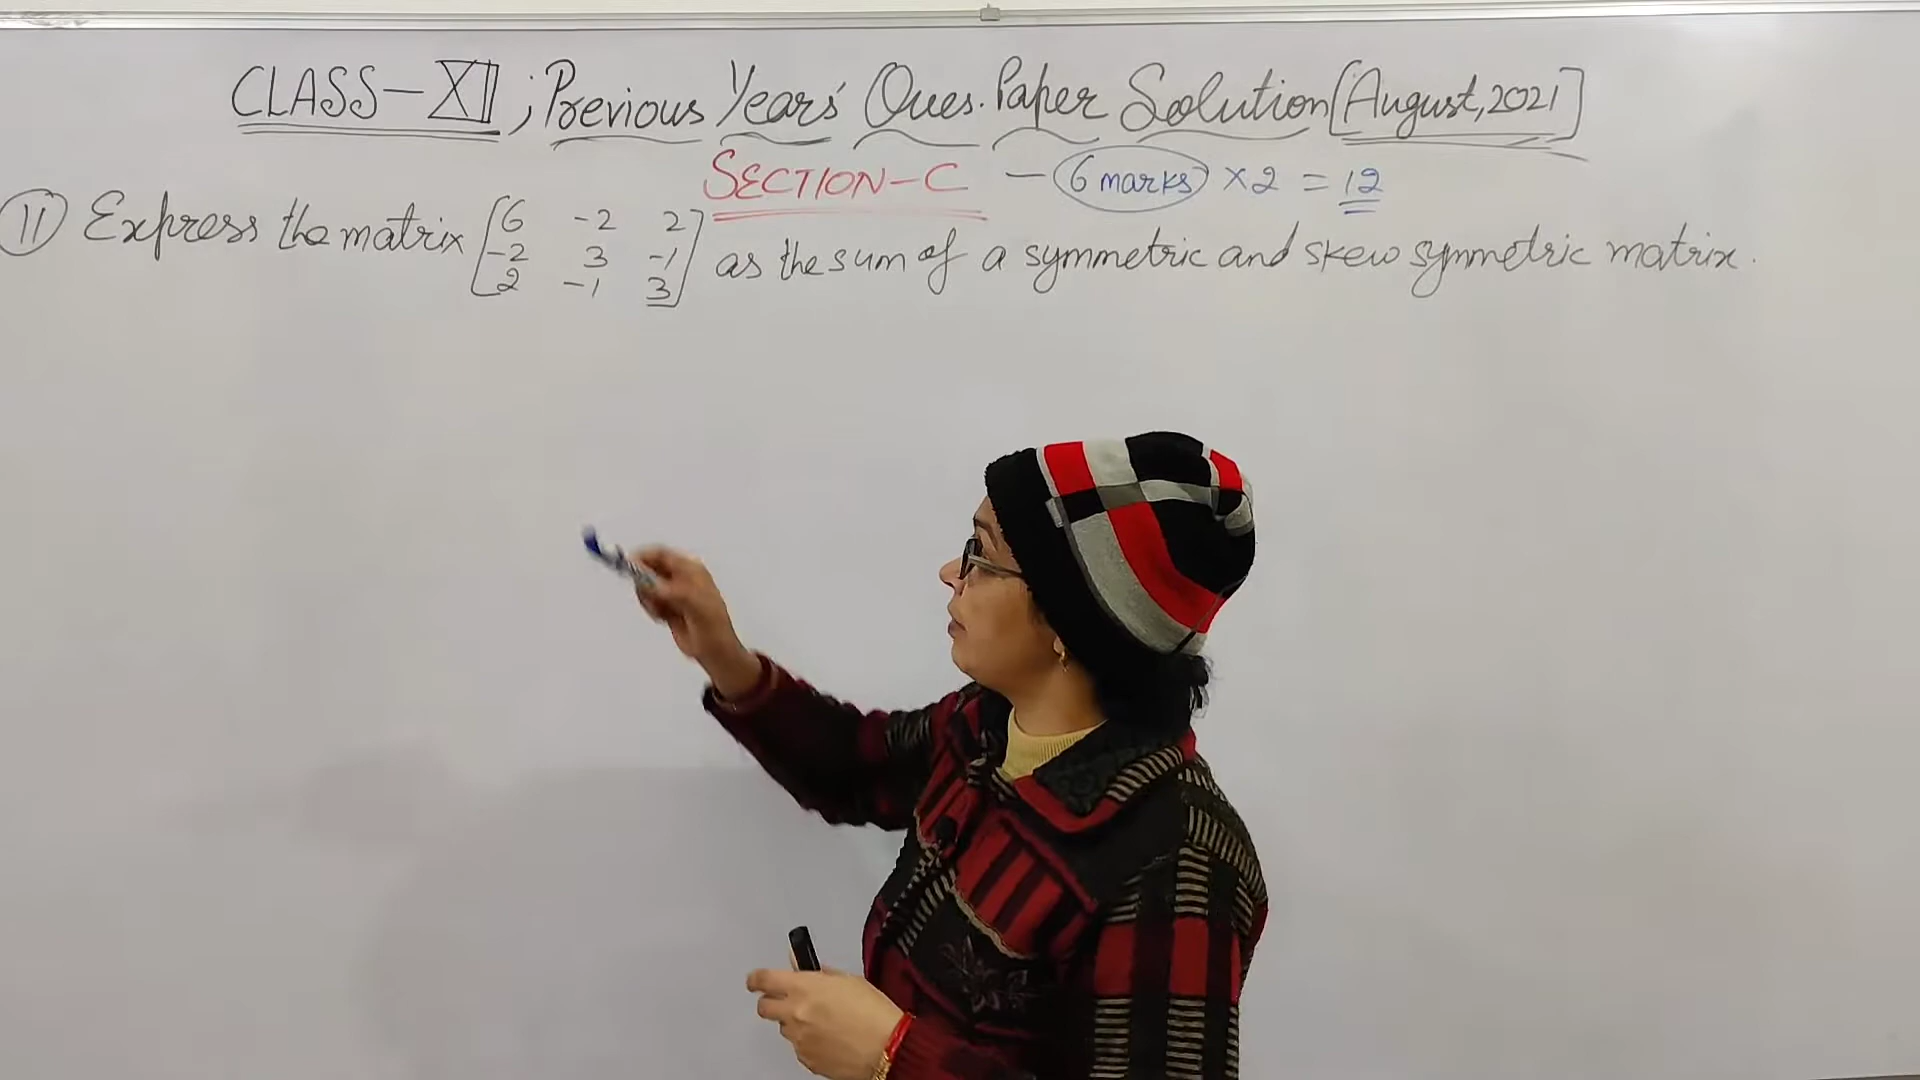 CLASS-XII; Previous Years' Ques. Paper Solution [August, 2021]
SECTION-C - 6 marks × 2 = 12
11 Express the matrix [6 -2 2 as the sum of a symmetric and skew symmetric matrix.
-2 3 -1
2 -1 3]